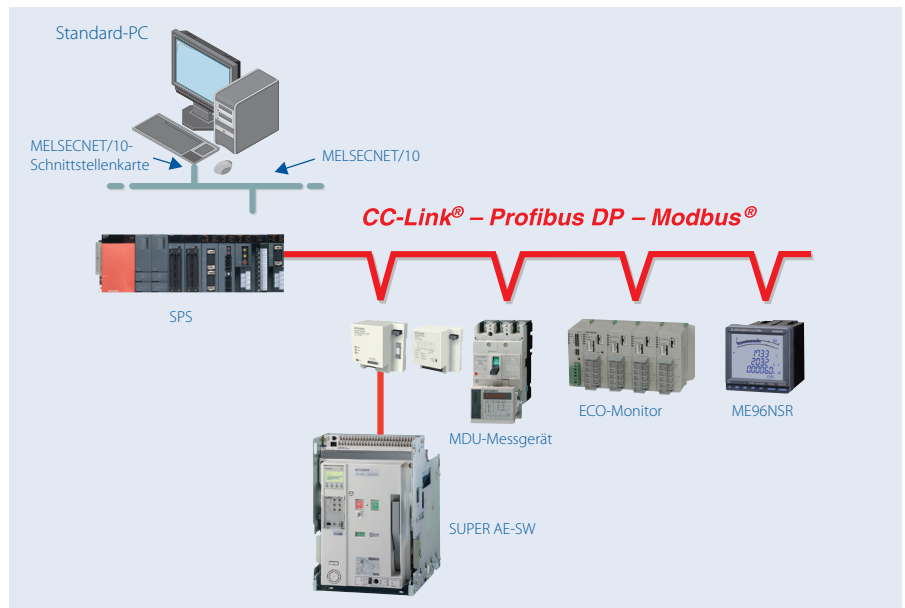 Standard-PC
MELSECNET/10-
Schnittstellenkarte
MELSECNET/10
CC-Link® – Profibus DP – Modbus®
SPS
MDU-Messgerät
ECO-Monitor
ME96NSR
SUPER AE-SW